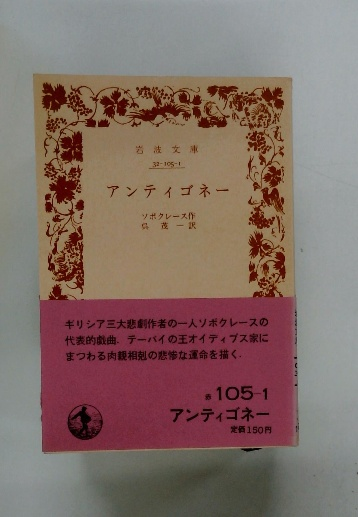 岩波文庫
32-105-1
アンティゴネー
ソポクレース作
呉茂一訳
ギリシア三大悲劇作者の一人ソポクレースの
代表的戯曲．テーバイの王オイディプス家に
まつわる肉親相剋の悲惨な運命を描く．
赤105-1
アンティゴネー
定価150円